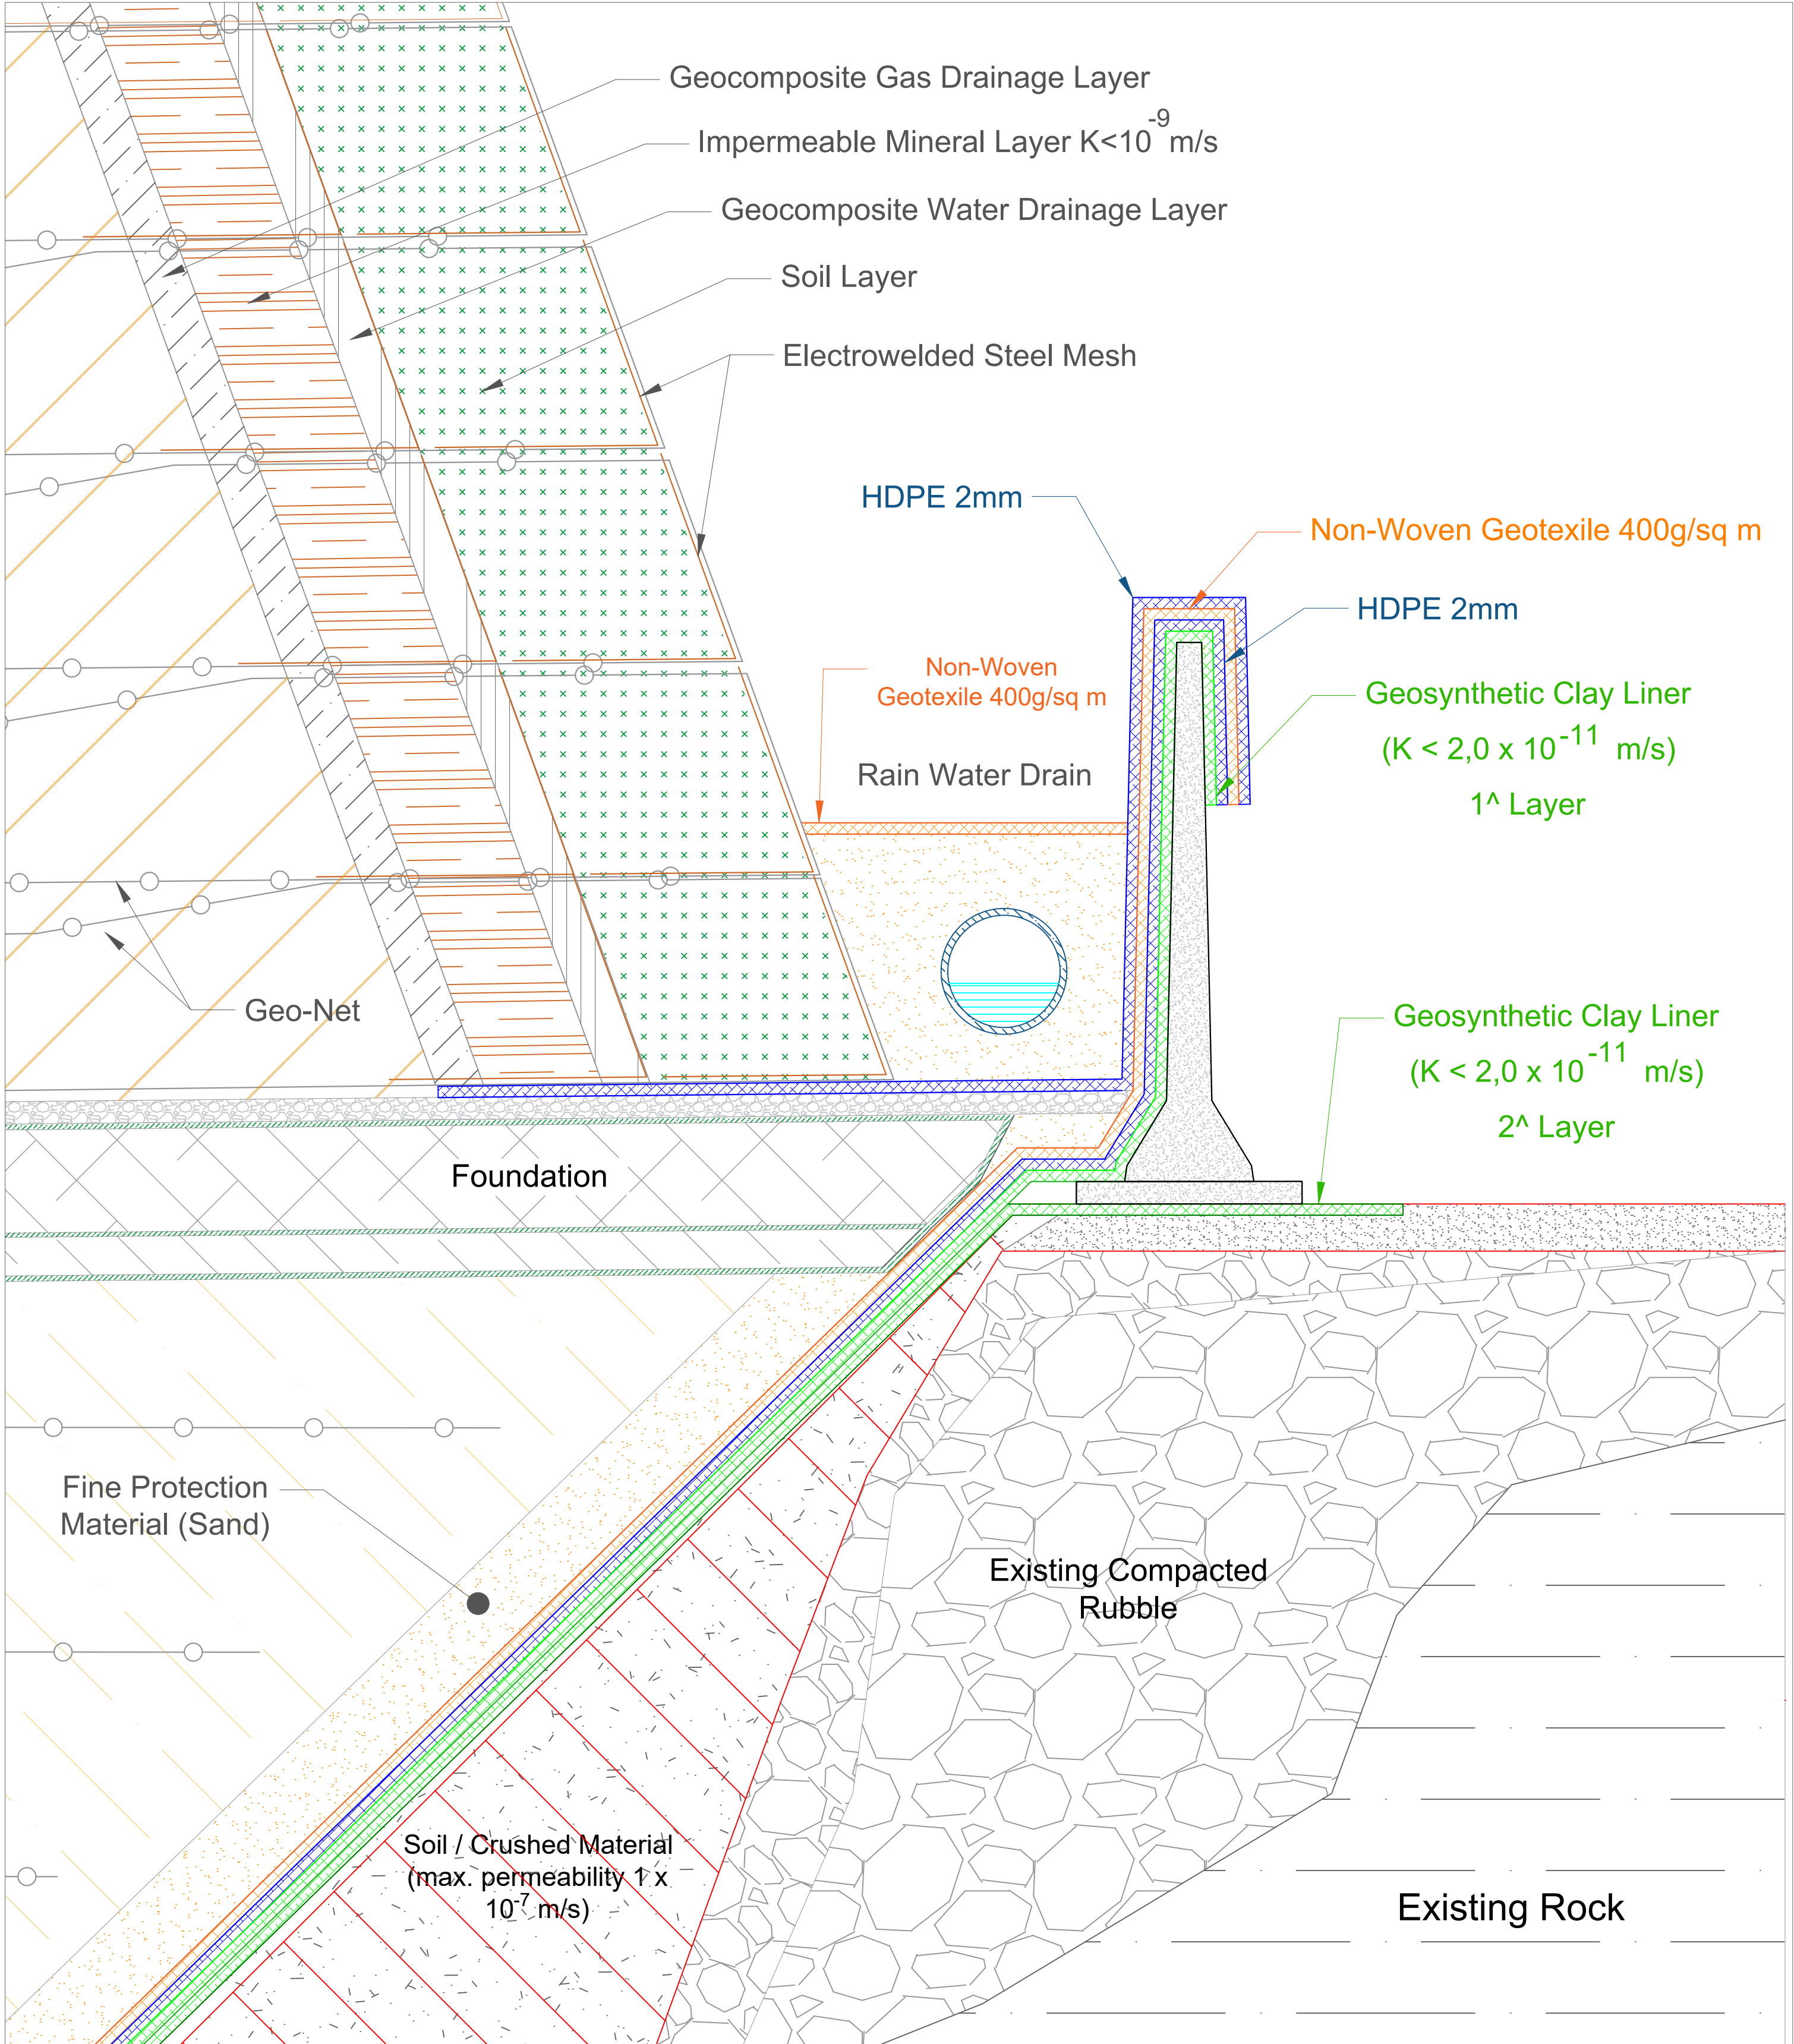 Geocomposite Gas Drainage Layer
Impermeable Mineral Layer K<10⁻⁹ m/s
Geocomposite Water Drainage Layer
Soil Layer
Electrowelded Steel Mesh
HDPE 2mm
Non-Woven Geotexile 400g/sq m
HDPE 2mm
Non-Woven
Geotexile 400g/sq m
Geosynthetic Clay Liner
(K < 2,0 x 10⁻¹¹ m/s)
1^ Layer
Rain Water Drain
Geo-Net
Geosynthetic Clay Liner
(K < 2,0 x 10⁻¹¹ m/s)
2^ Layer
Foundation
Fine Protection
Material (Sand)
Existing Compacted
Rubble
Soil / Crushed Material
(max. permeability 1 x
10⁻⁷ m/s)
Existing Rock